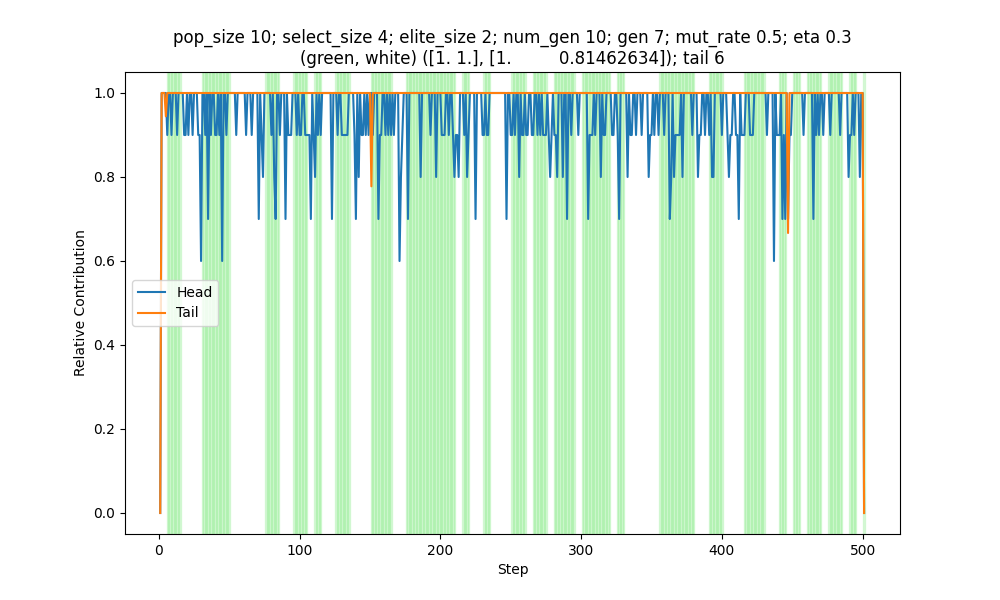 pop_size 10; select_size 4; elite_size 2; num_gen 10; gen 7; mut_rate 0.5; eta 0.3
(green, white) ([1. 1.], [1.          0.81462634]); tail 6
1.0
0.8
0.6
0.4
0.2
0.0
Relative Contribution
Head
Tail
0
100
200
300
400
500
Step